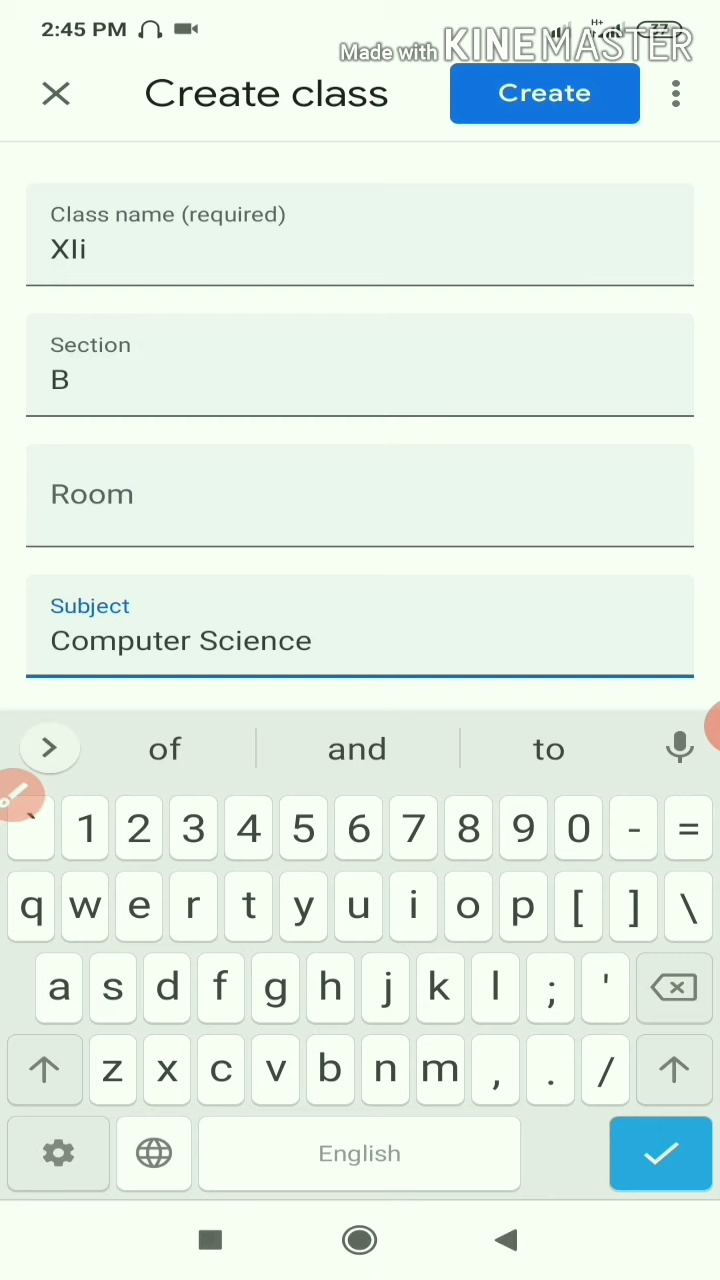 2:45 PM
H+
77
Made with KINEMASTER
Create class
Create
Class name (required)
XIi
Section
B
Room
Subject
Computer Science
of and to
` 1 2 3 4 5 6 7 8 9 0 - =
q w e r t y u i o p [ ] \
a s d f g h j k l ; '
z x c v b n m , . /
English